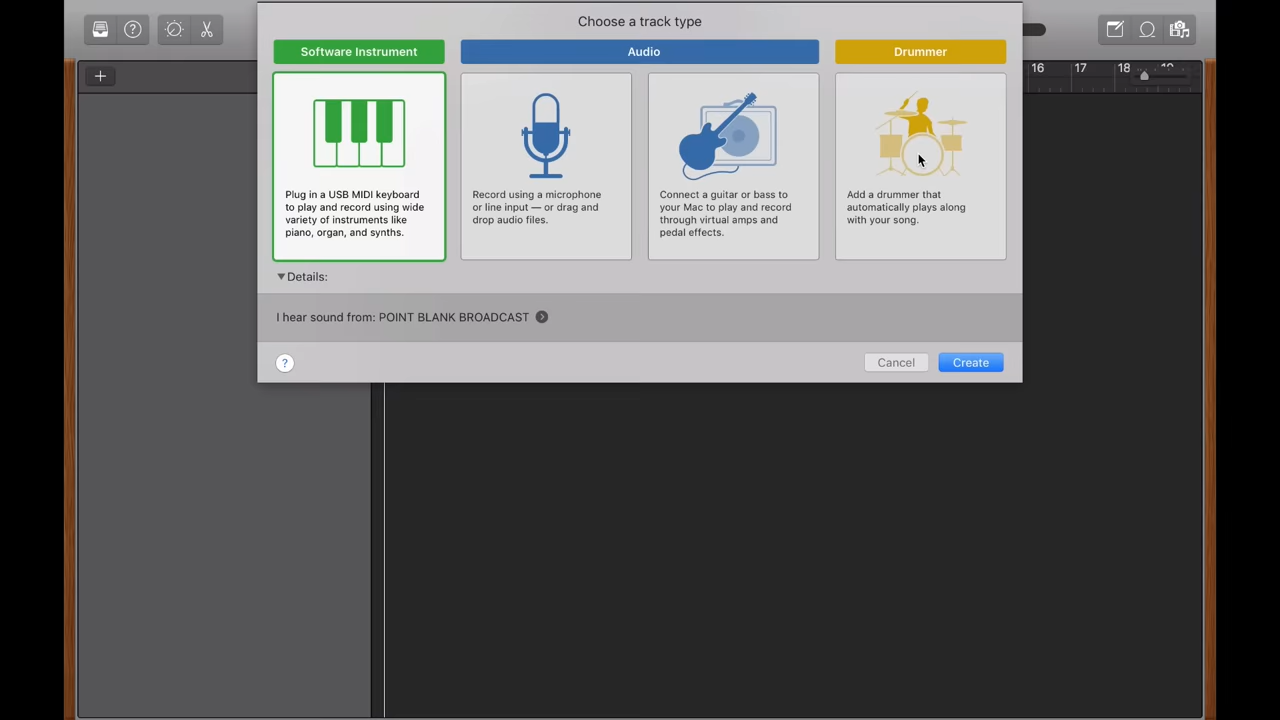 Choose a track type
Software Instrument
Audio
Drummer
Plug in a USB MIDI keyboard
to play and record using wide
variety of instruments like
piano, organ, and synths.
Record using a microphone
or line input — or drag and
drop audio files.
Connect a guitar or bass to
your Mac to play and record
through virtual amps and
pedal effects.
Add a drummer that
automatically plays along
with your song.
Details:
I hear sound from: POINT BLANK BROADCAST
?
Cancel
Create
16
17
18